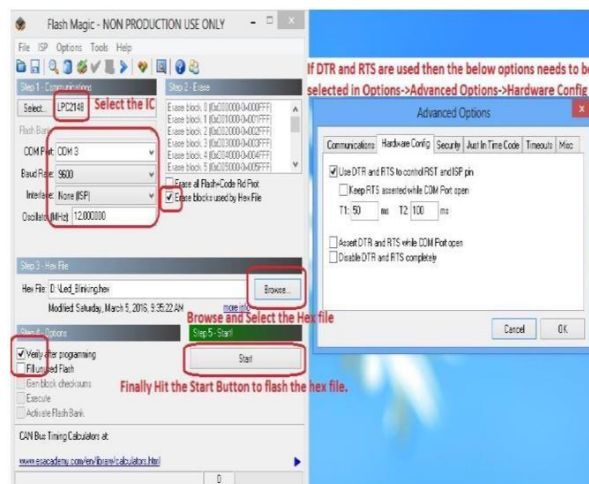 Flash Magic - NON PRODUCTION USE ONLY
File ISP Options Tools Help
Step 1 - Communications
Select... LPC2148 Select the IC
Flash Bank:
COM Port: COM 3
Baud Rate: 9600
Interface: None (ISP)
Oscillator (MHz): 12.000000
Step 2 - Erase
Erase block 0 (0x000000-0x000FFF)
Erase block 1 (0x001000-0x001FFF)
Erase block 2 (0x002000-0x002FFF)
Erase block 3 (0x003000-0x003FFF)
Erase block 4 (0x004000-0x004FFF)
Erase block 5 (0x005000-0x005FFF)
Erase all Flash+Code Rd Prot
Erase blocks used by Hex File
Step 3 - Hex File
Hex File: D:\Led_Blinking.hex
Browse...
Modified: Saturday, March 5, 2016, 9:35:22 AM
more info
Browse and Select the Hex file
Step 4 - Options
Verify after programming
Fill unused Flash
Gen block checksums
Execute
Activate Flash Bank
Step 5 - Start!
Start
Finally Hit the Start Button to flash the hex file.
CAN Bus Timing Calculators at:
www.esacademy.com/en/library/calculators.html
0
If DTR and RTS are used then the below options needs to be
selected in Options->Advanced Options->Hardware Config
Advanced Options
x
Communications Hardware Config Security Just In Time Code Timeouts Misc
Use DTR and RTS to control RST and ISP pin
Keep RTS asserted while COM Port open
T1: 50 ms T2: 100 ms
Assert DTR and RTS while COM Port open
Disable DTR and RTS completely
Cancel OK